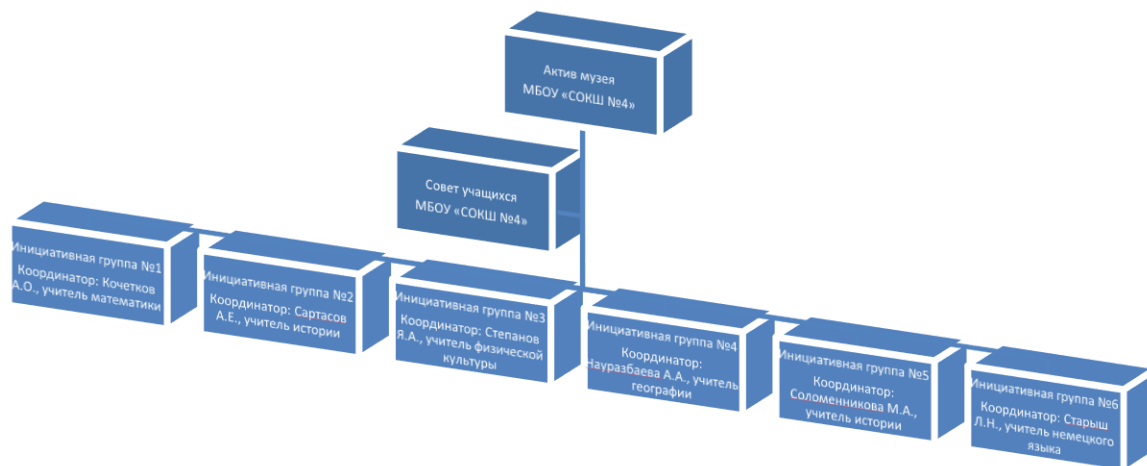 Актив музея
МБОУ «СОКШ №4»
Совет учащихся
МБОУ «СОКШ №4»
Инициативная группа №1
Координатор: Кочетков
А.О., учитель математики
Инициативная группа №2
Координатор: Сартасов
А.Е., учитель истории
Инициативная группа №3
Координатор: Степанов
Я.А., учитель физической
культуры
Инициативная группа №4
Координатор:
Науразбаева А.А., учитель
географии
Инициативная группа №5
Координатор:
Соломенникова М.А.,
учитель истории
Инициативная группа №6
Координатор: Старыш
Л.Н., учитель немецкого
языка